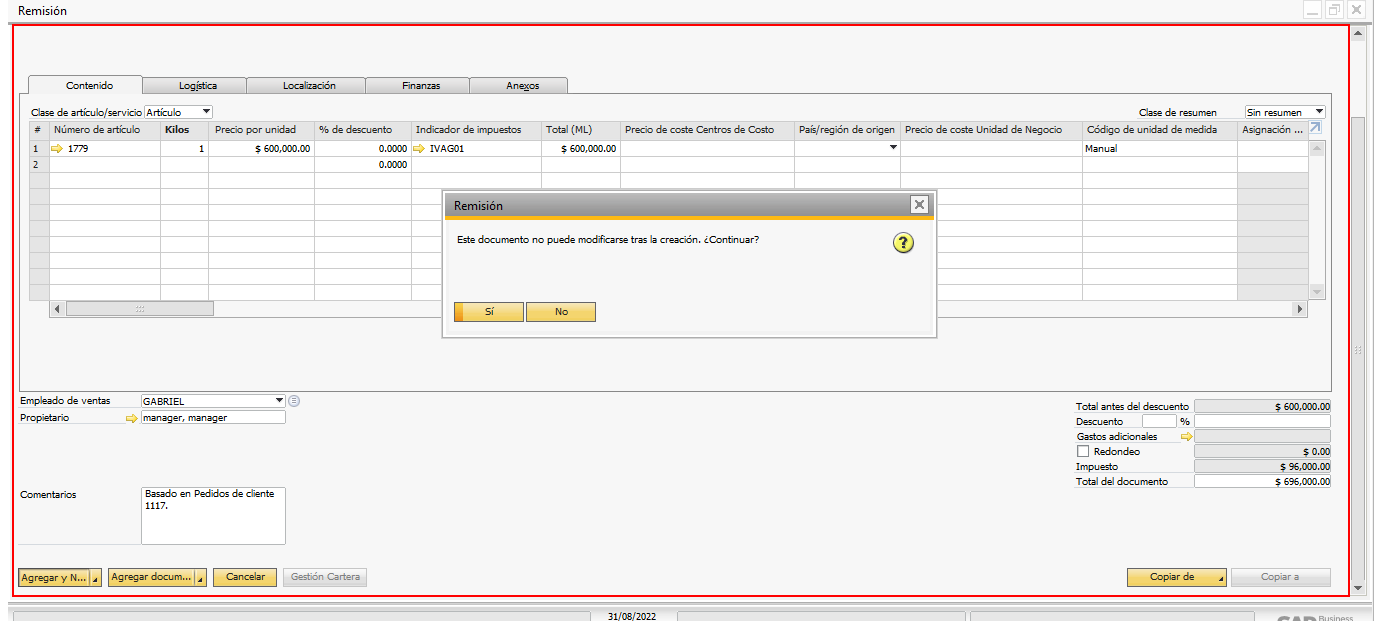 Remisión
Contenido Logística Localización Finanzas Anexos
Clase de artículo/servicio Artículo Clase de resumen Sin resumen
# Número de artículo Kilos Precio por unidad % de descuento Indicador de impuestos Total (ML) Precio de coste Centros de Costo País/región de origen Precio de coste Unidad de Negocio Código de unidad de medida Asignación ...
1 1779 1 $ 600,000.00 0.0000 IVAG01 $ 600,000.00 Manual
2 0.0000
Remisión
Este documento no puede modificarse tras la creación. ¿Continuar?
?
Sí No
Empleado de ventas GABRIEL
Propietario manager, manager
Total antes del descuento $ 600,000.00
Descuento %
Gastos adicionales
Redondeo $ 0.00
Impuesto $ 96,000.00
Total del documento $ 696,000.00
Comentarios Basado en Pedidos de cliente
1117.
Agregar y N... Agregar docum... Cancelar Gestión Cartera Copiar de Copiar a
31/08/2022
SAP Business